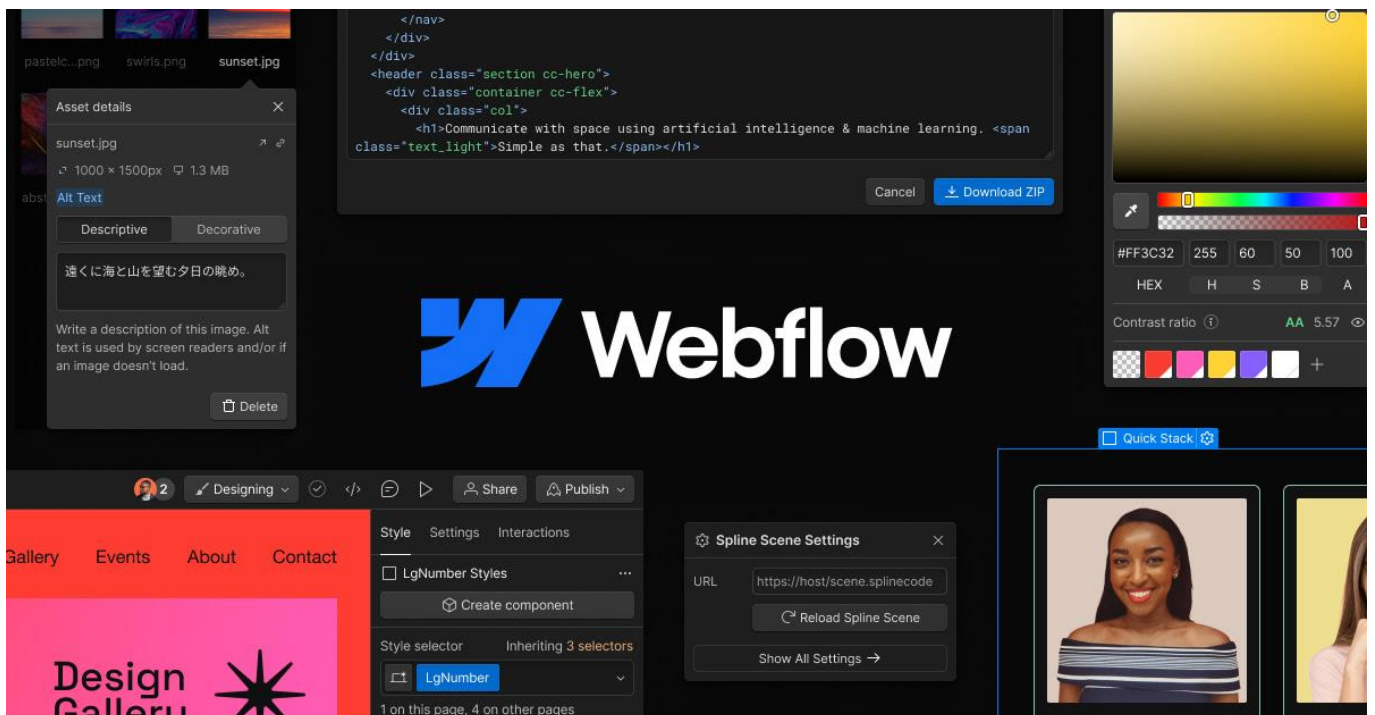 pastelc...png swirls.png sunset.jpg
Asset details
sunset.jpg
1000 × 1500px 1.3 MB
Alt Text
Descriptive Decorative
遠くに海と山を望む夕日の眺め。
Write a description of this image. Alt
text is used by screen readers and/or if
an image doesn't load.
Delete
</nav>
</div>
</div>
<header class="section cc-hero">
<div class="container cc-flex">
<div class="col">
<h1>Communicate with space using artificial intelligence & machine learning. <span
class="text_light">Simple as that.</span></h1>
Cancel Download ZIP
#FF3C32 255 60 50 100
HEX H S B A
Contrast ratio AA 5.57
Webflow
Quick Stack
2 Designing </> Share Publish
Gallery Events About Contact
Design
Gallery
Style Settings Interactions
LgNumber Styles ...
Create component
Style selector Inheriting 3 selectors
LgNumber
1 on this page, 4 on other pages
Spline Scene Settings
URL https://host/scene.splinecode
Reload Spline Scene
Show All Settings →